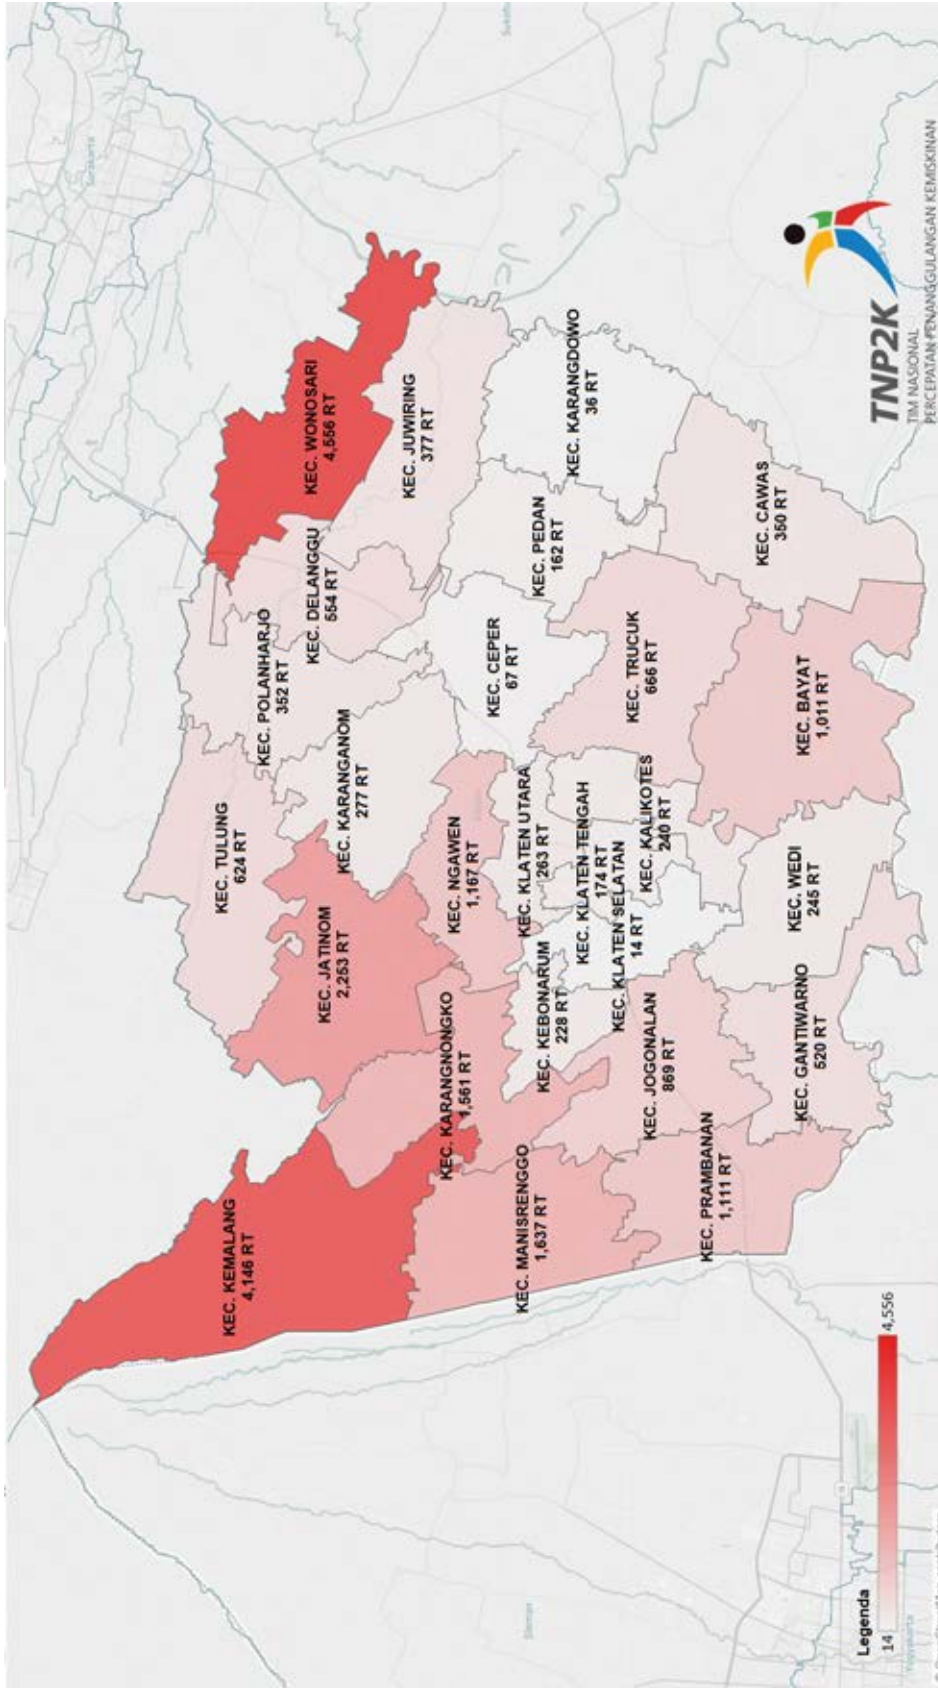 Surakarta
KEC. KEMALANG
4,146 RT
KEC. TULUNG
624 RT
KEC. POLANHARJO
352 RT
KEC. WONOSARI
4,556 RT
KEC. DELANGGU
554 RT
KEC. JATINOM
2,253 RT
KEC. KARANGANOM
277 RT
KEC. JUWIRING
377 RT
KEC. KARANGNONGKO
1,561 RT
KEC. NGAWEN
1,167 RT
KEC. CEPER
67 RT
KEC. MANISRENGGO
1,637 RT
KEC. KLATEN UTARA
263 RT
KEC. PEDAN
162 RT
KEC. KARANGDOWO
36 RT
KEC. KEBONARUM
228 RT
KEC. KLATEN TENGAH
174 RT
KEC. KLATEN SELATAN
14 RT
KEC. TRUCUK
666 RT
KEC. KALIKOTES
240 RT
KEC. JOGONALAN
869 RT
KEC. PRAMBANAN
1,111 RT
KEC. CAWAS
350 RT
KEC. WEDI
245 RT
KEC. BAYAT
1,011 RT
KEC. GANTIWARNO
520 RT
Sleman
Legenda
14
4,556
Yogyakarta
TNP2K
TIM NASIONAL
PERCEPATAN PENANGGULANGAN KEMISKINAN